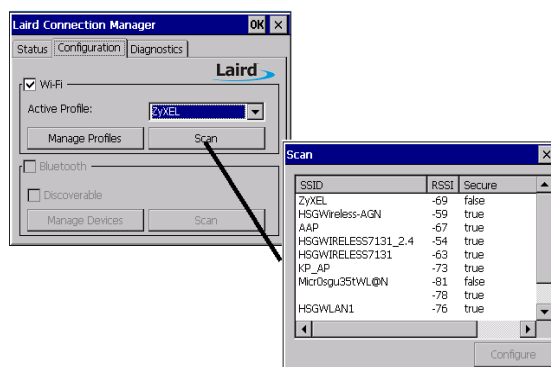 Laird Connection Manager OK ×
Status Configuration Diagnostics
Laird
Wi-Fi
Active Profile: ZyXEL
Manage Profiles Scan
Bluetooth
Discoverable
Manage Devices Scan
Scan ×
SSID RSSI Secure
ZyXEL -69 false
HSGWireless-AGN -59 true
AAP -67 true
HSGWIRELESS7131_2.4 -54 true
HSGWIRELESS7131 -63 true
KP_AP -73 true
Micr0sgu35tWL@N -81 false
-78 true
HSGWLAN1 -76 true
Configure